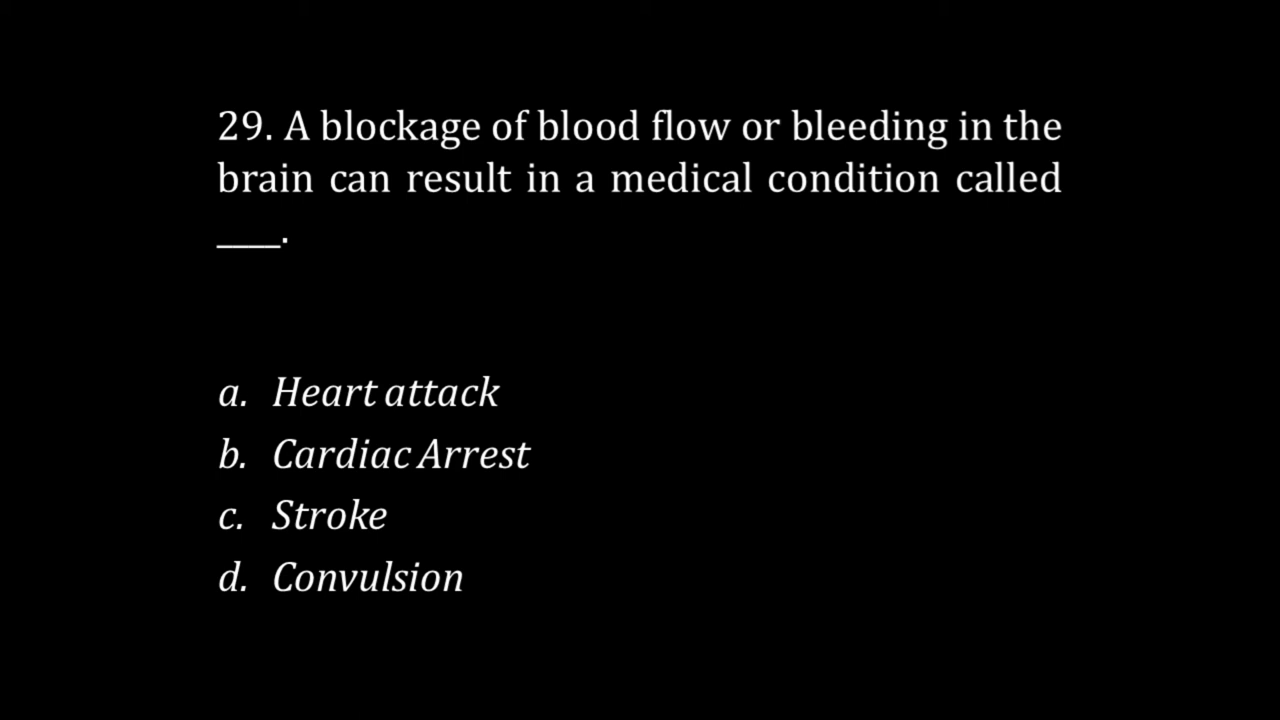 29. A blockage of blood flow or bleeding in the
brain can result in a medical condition called
____.
a. Heart attack
b. Cardiac Arrest
c. Stroke
d. Convulsion